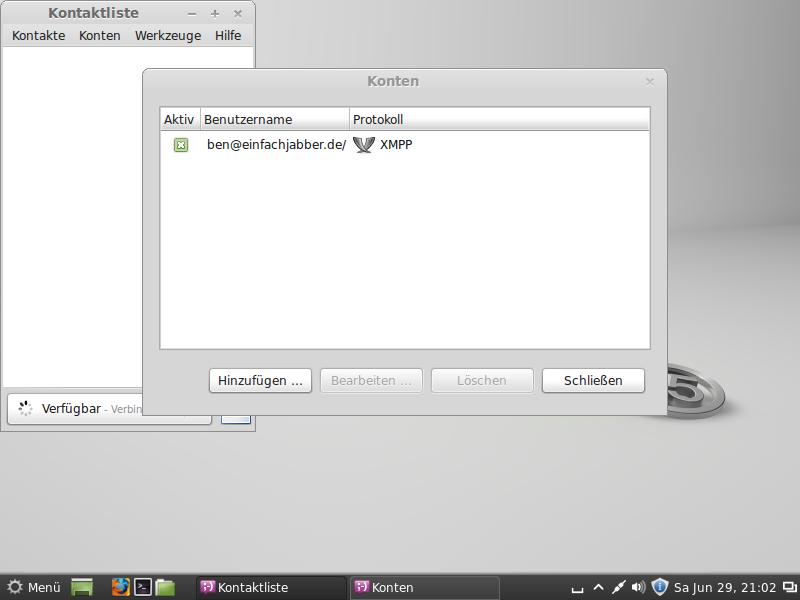 Kontaktliste
Kontakte Konten Werkzeuge Hilfe
Konten
Aktiv Benutzername Protokoll
ben@einfachjabber.de/ XMPP
Hinzufügen ... Bearbeiten ... Löschen Schließen
Verfügbar - Verbin
5
Menü Kontaktliste Konten Sa Jun 29, 21:02